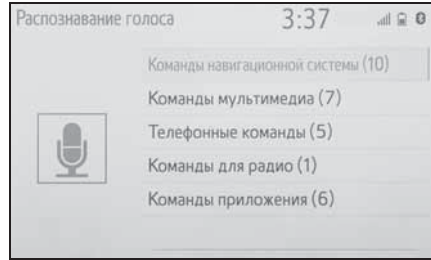 Распознавание голоса 3:37
Команды навигационной системы (10)
Команды мультимедиа (7)
Телефонные команды (5)
Команды для радио (1)
Команды приложения (6)